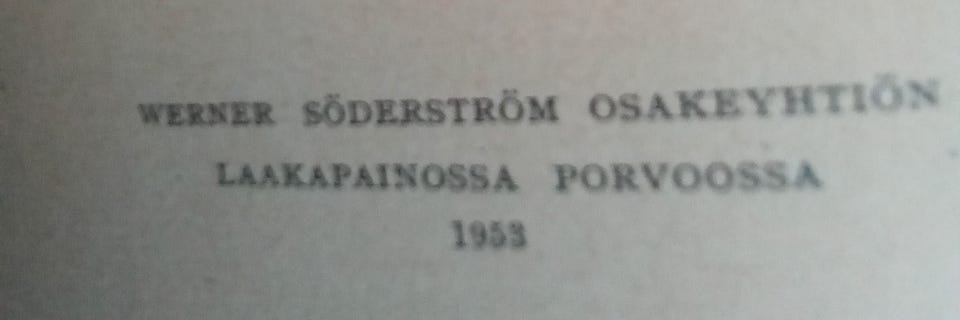 WERNER SÖDERSTRÖM OSAKEYHTIÖN
LAAKAPAINOSSA PORVOOSSA
1953